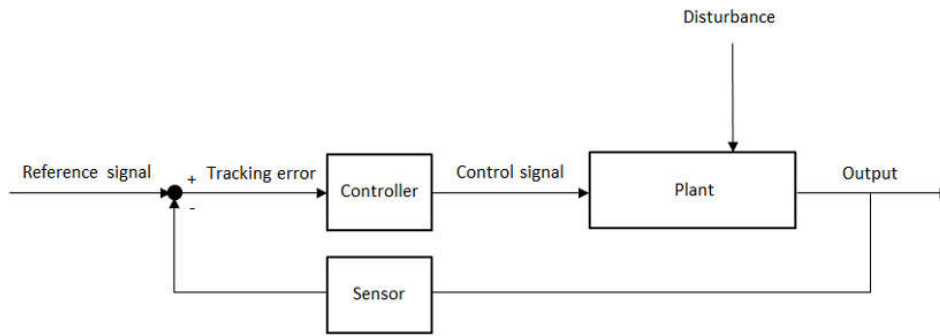 Disturbance
Reference signal
+
Tracking error
Controller
Control signal
Plant
Output
-
Sensor